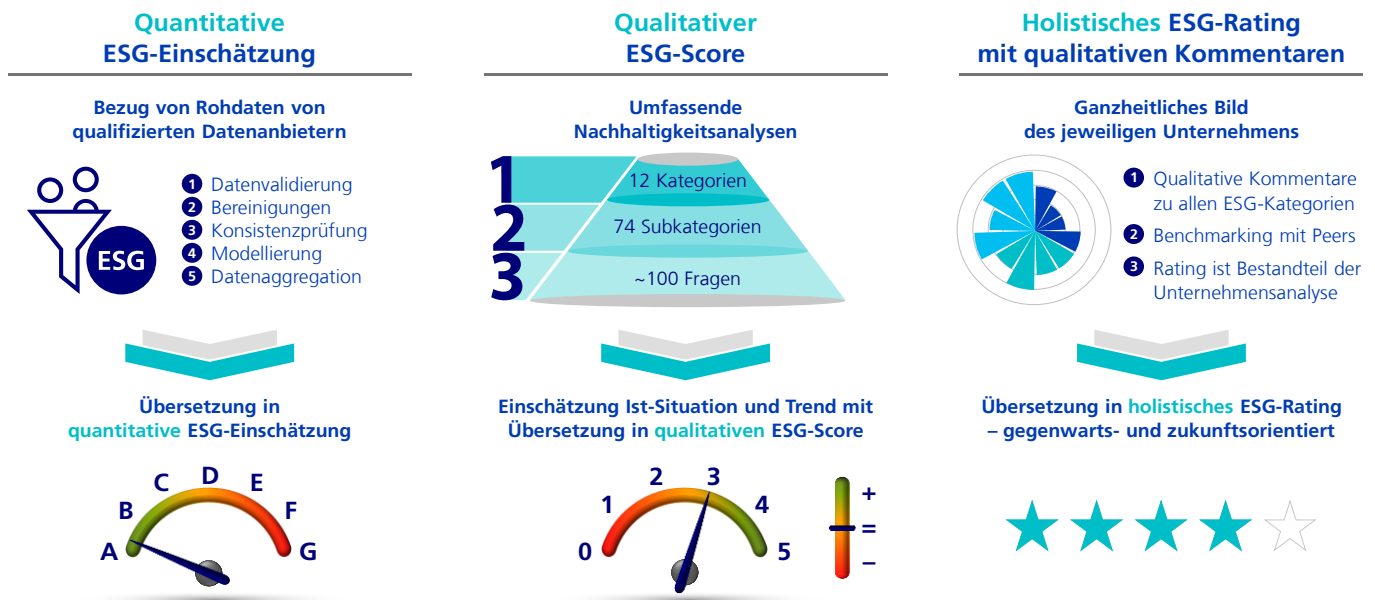 Quantitative
ESG-Einschätzung
Bezug von Rohdaten von
qualifizierten Datenanbietern
ESG
1 Datenvalidierung
2 Bereinigungen
3 Konsistenzprüfung
4 Modellierung
5 Datenaggregation
Übersetzung in
quantitative ESG-Einschätzung
A
B
C
D
E
F
G
Qualitativer
ESG-Score
Umfassende
Nachhaltigkeitsanalysen
1
12 Kategorien
2
74 Subkategorien
3
~100 Fragen
Einschätzung Ist-Situation und Trend mit
Übersetzung in qualitativen ESG-Score
0
1
2
3
4
5
+
=
–
Holistisches ESG-Rating
mit qualitativen Kommentaren
Ganzheitliches Bild
des jeweiligen Unternehmens
1 Qualitative Kommentare
zu allen ESG-Kategorien
2 Benchmarking mit Peers
3 Rating ist Bestandteil der
Unternehmensanalyse
Übersetzung in holistisches ESG-Rating
– gegenwarts- und zukunftsorientiert